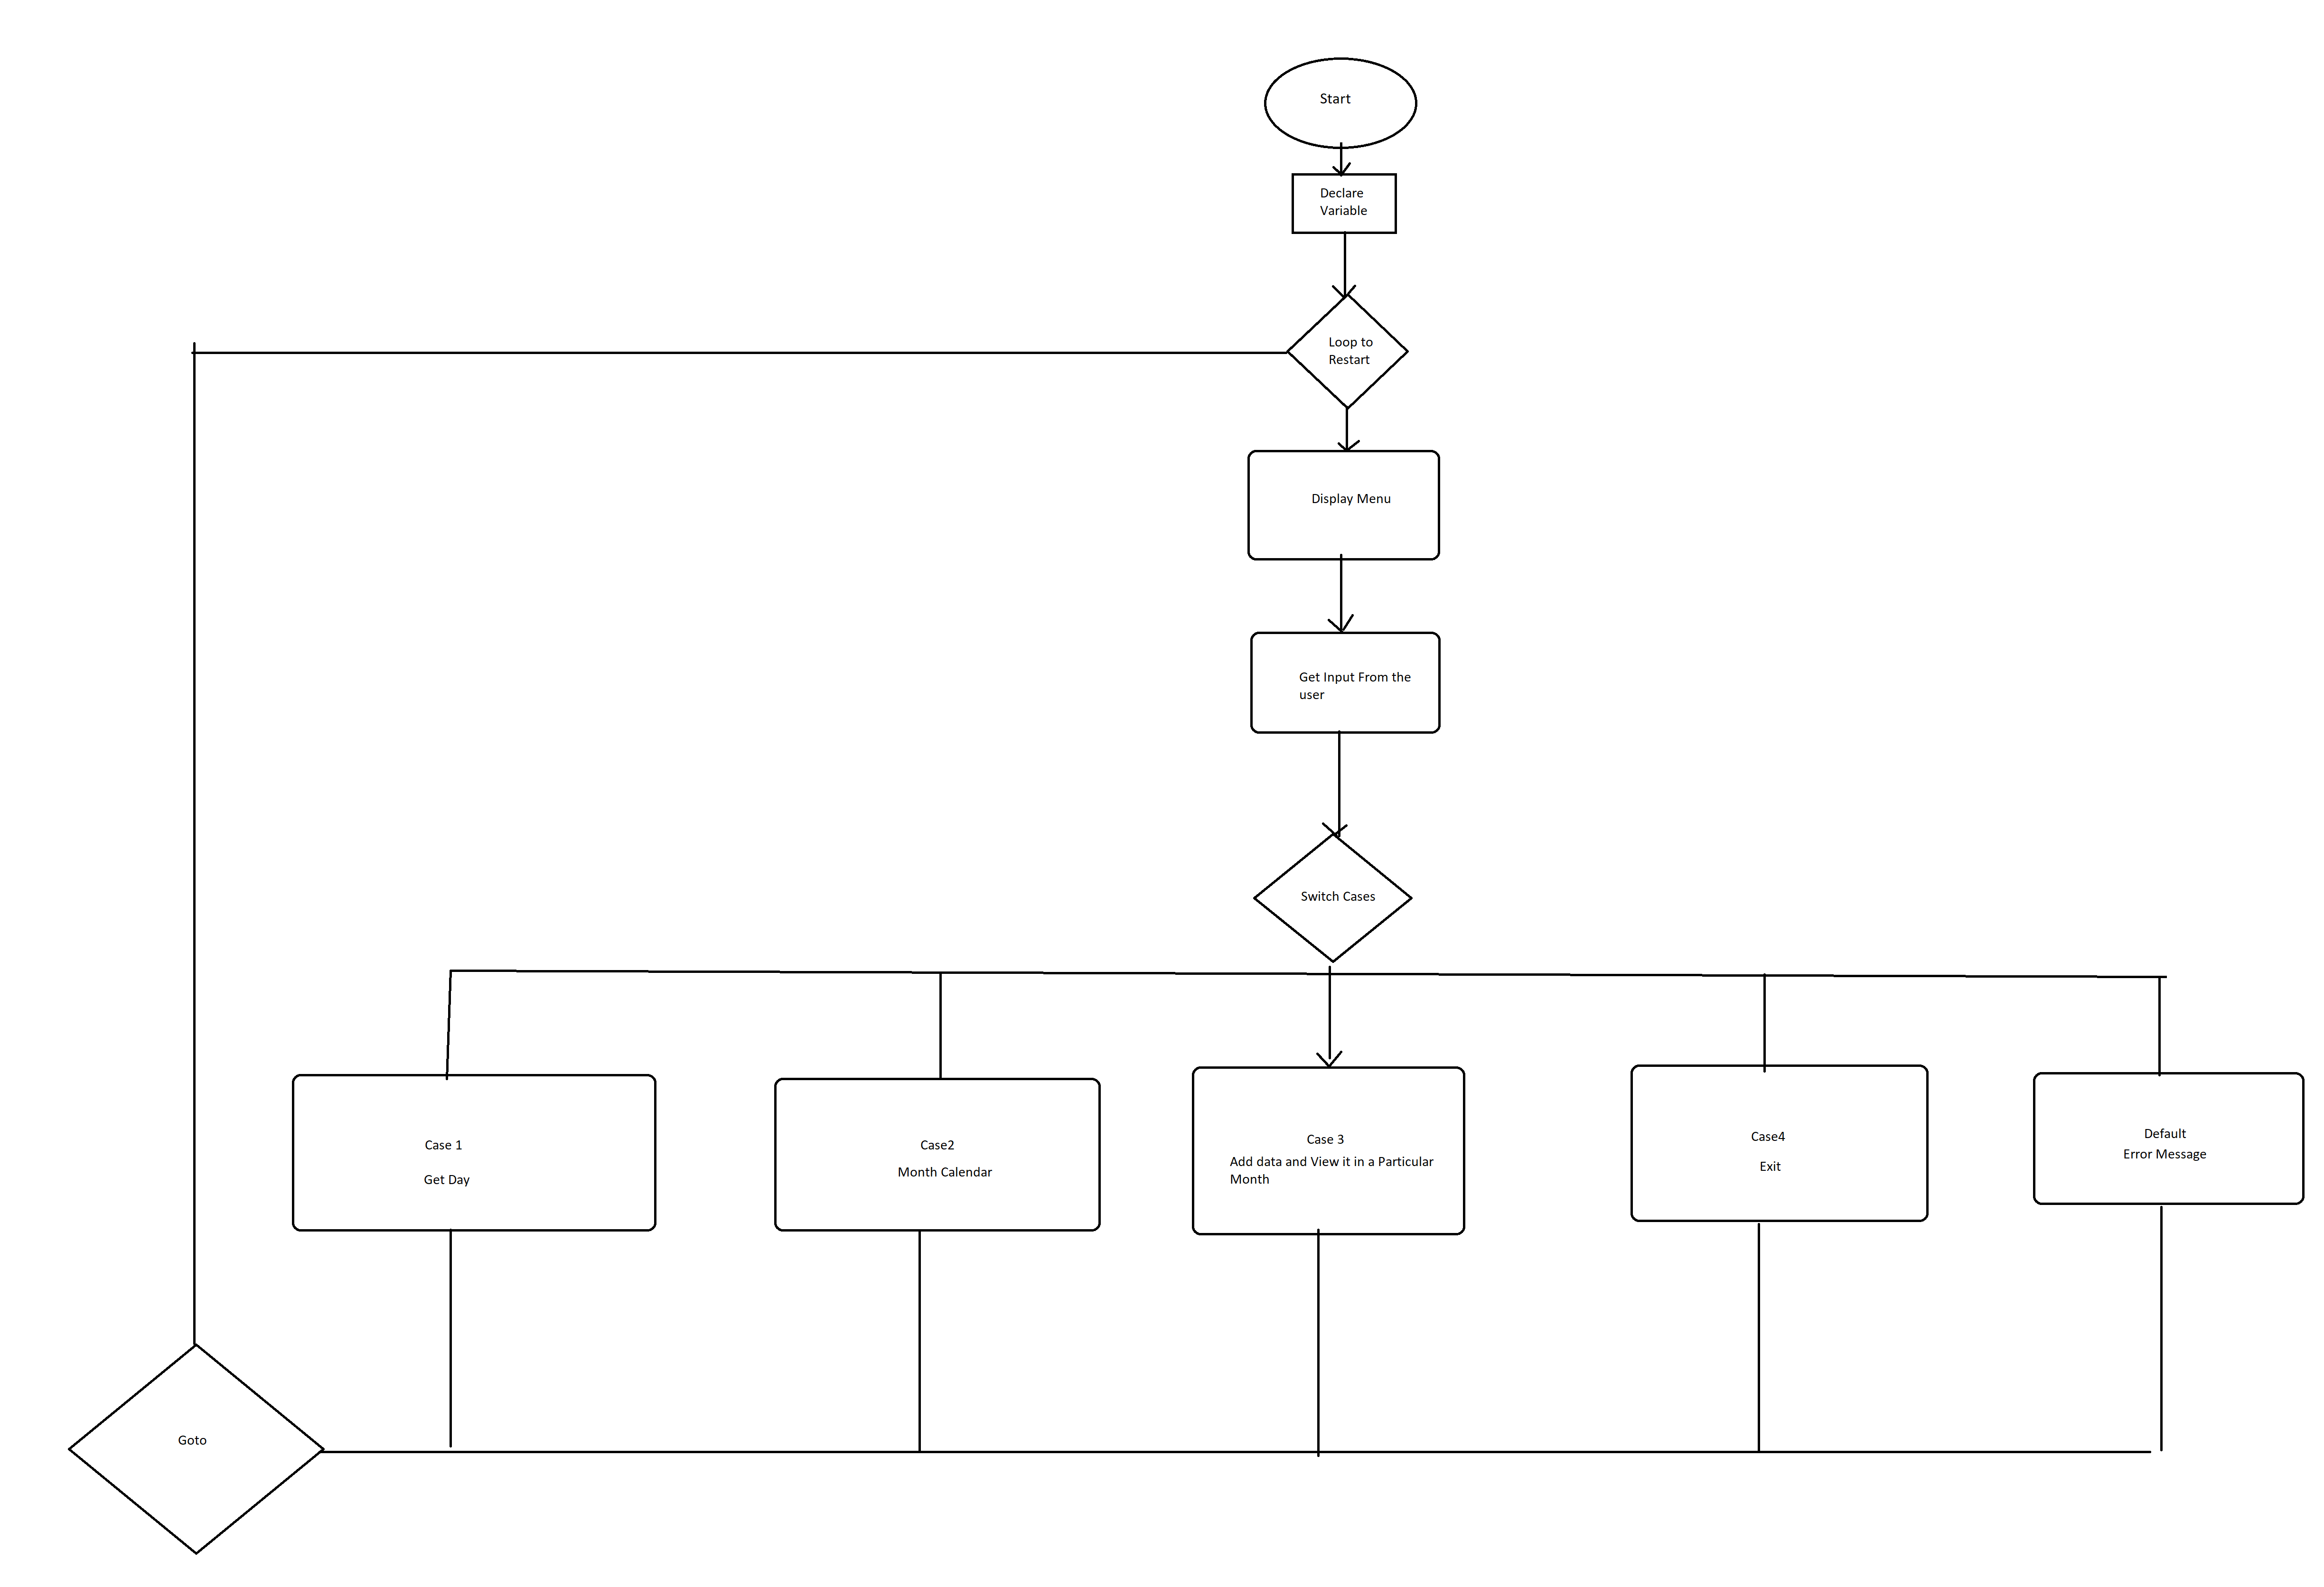 Start
Declare
Variable
Loop to
Restart
Display Menu
Get Input From the
user
Switch Cases
Case 1
Get Day
Case2
Month Calendar
Case 3
Add data and View it in a Particular
Month
Case4
Exit
Default
Error Message
Goto